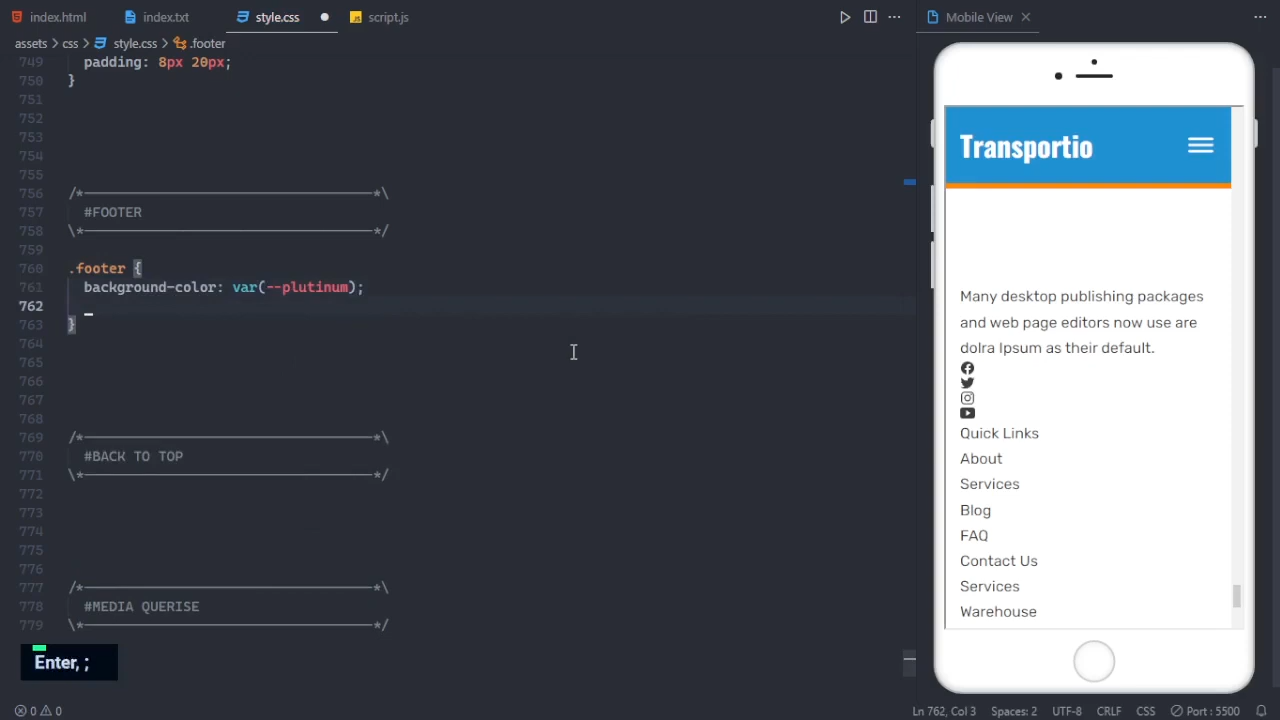 index.html index.txt style.css script.js Mobile View
assets > css > style.css > .footer
749 padding: 8px 20px;
750 }
751
752
753
754
755
756 /*-----------------------------------*\
757 #FOOTER
758 \*-----------------------------------*/
759
760 .footer {
761 background-color: var(--plutinum);
762
763 }
764
765
766
767
768
769 /*-----------------------------------*\
770 #BACK TO TOP
771 \*-----------------------------------*/
772
773
774
775
776
777 /*-----------------------------------*\
778 #MEDIA QUERISE
779 \*-----------------------------------*/
Enter, ;
Transportio
Many desktop publishing packages
and web page editors now use are
dolra Ipsum as their default.
Quick Links
About
Services
Blog
FAQ
Contact Us
Services
Warehouse
0 0 Ln 762, Col 3 Spaces: 2 UTF-8 CRLF CSS Port : 5500